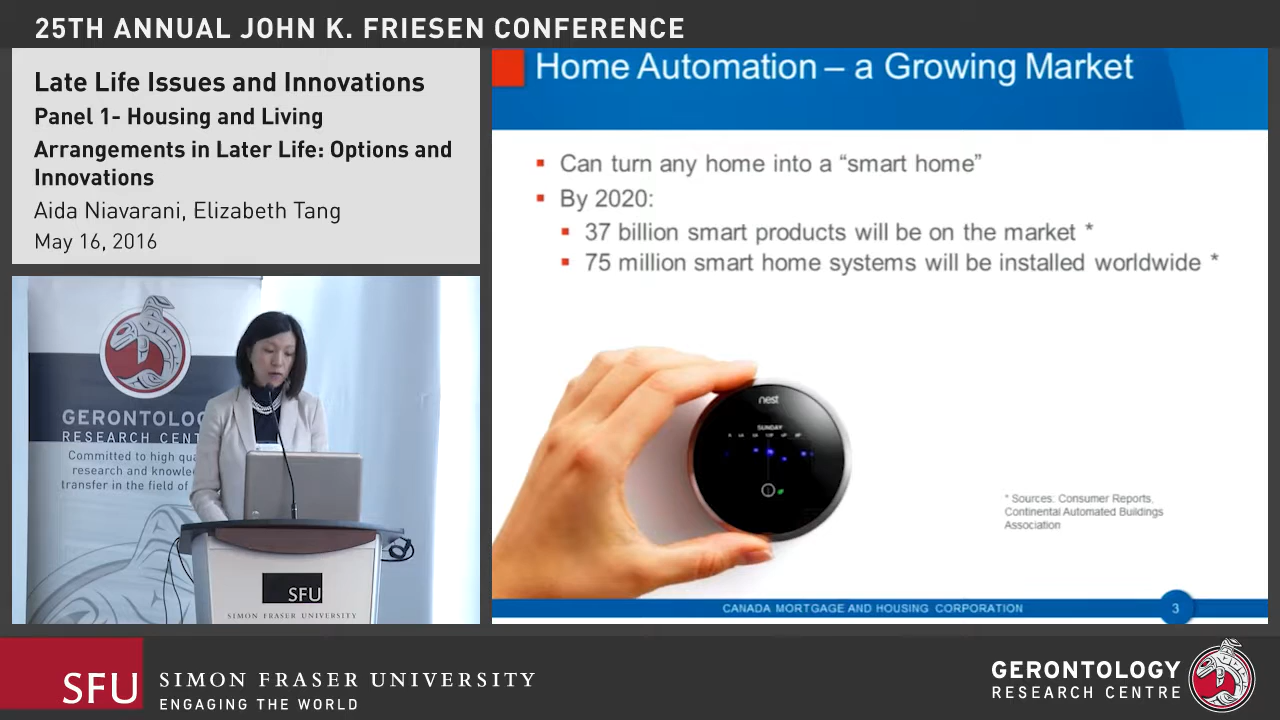 25TH ANNUAL JOHN K. FRIESEN CONFERENCE
Late Life Issues and Innovations
Panel 1- Housing and Living
Arrangements in Later Life: Options and
Innovations
Aida Niavarani, Elizabeth Tang
May 16, 2016
GERONTOLOG
RESEARCH CENT
Committed to high qua
research and knowle
transfer in the field of
SFU
SIMON FRASER UNIVERSITY
Home Automation – a Growing Market
Can turn any home into a “smart home”
By 2020:
37 billion smart products will be on the market *
75 million smart home systems will be installed worldwide *
nest
SUNDAY
* Sources: Consumer Reports,
Continental Automated Buildings
Association
CANADA MORTGAGE AND HOUSING CORPORATION
3
SFU
SIMON FRASER UNIVERSITY
ENGAGING THE WORLD
GERONTOLOGY
RESEARCH CENTRE